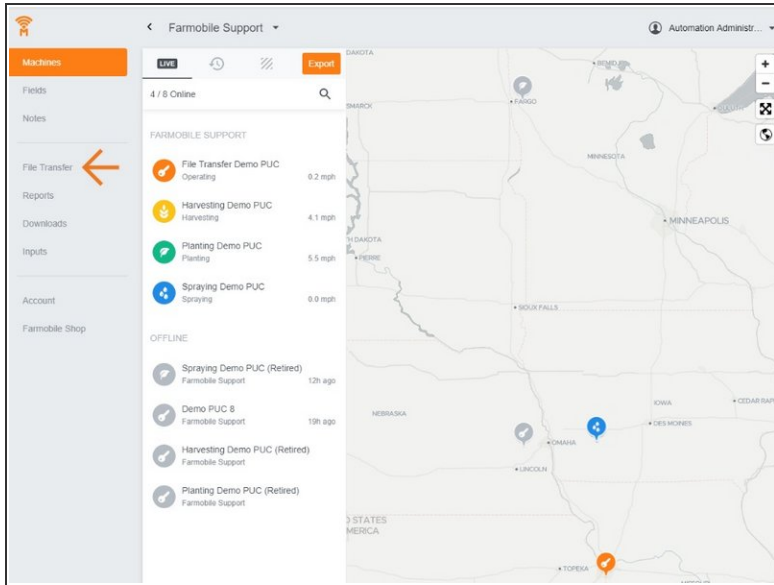 Farmobile Support
Automation Administr...
Machines
Fields
Notes
File Transfer
Reports
Downloads
Inputs
Account
Farmobile Shop
LIVE
Export
4 / 8 Online
FARMOBILE SUPPORT
File Transfer Demo PUC
Operating 0.2 mph
Harvesting Demo PUC
Harvesting 4.1 mph
Planting Demo PUC
Planting 5.5 mph
Spraying Demo PUC
Spraying 0.0 mph
OFFLINE
Spraying Demo PUC (Retired)
Farmobile Support 12h ago
Demo PUC 8
Farmobile Support 19h ago
Harvesting Demo PUC (Retired)
Farmobile Support
Planting Demo PUC (Retired)
Farmobile Support
DAKOTA
BEMIDJI
FARGO
SMARCK
MINNESOTA
MINNEAPOLIS
H DAKOTA
PIERRE
SIOUX FALLS
IOWA
CEDAR RAP
NEBRASKA
DES MOINES
OMAHA
LINCOLN
D STATES
MERICA
TOPEKA
MISSOURI